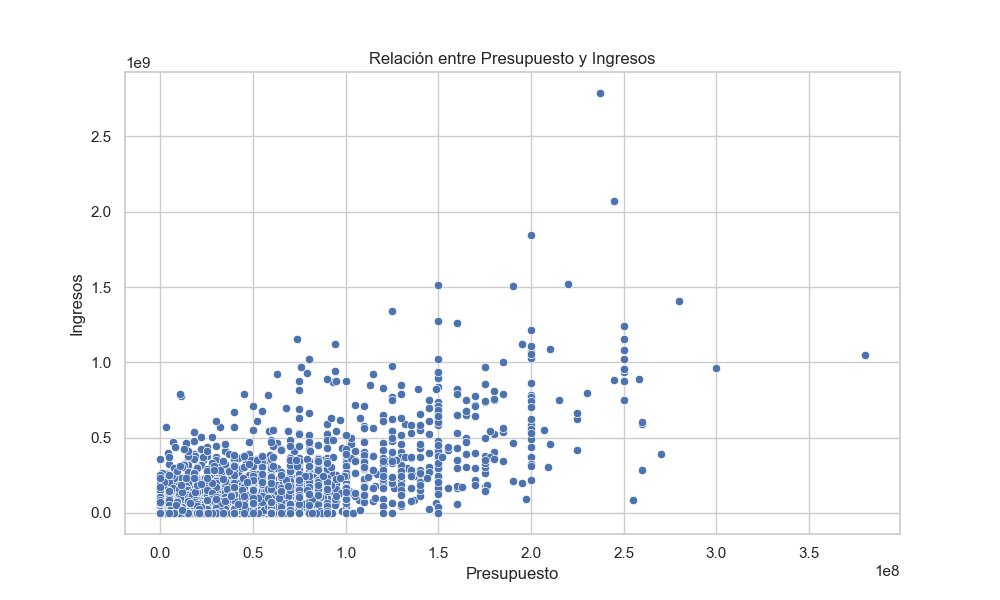 Relación entre Presupuesto y Ingresos
1e9
2.5
2.0
1.5
1.0
0.5
0.0
Ingresos
0.0 0.5 1.0 1.5 2.0 2.5 3.0 3.5
Presupuesto
1e8